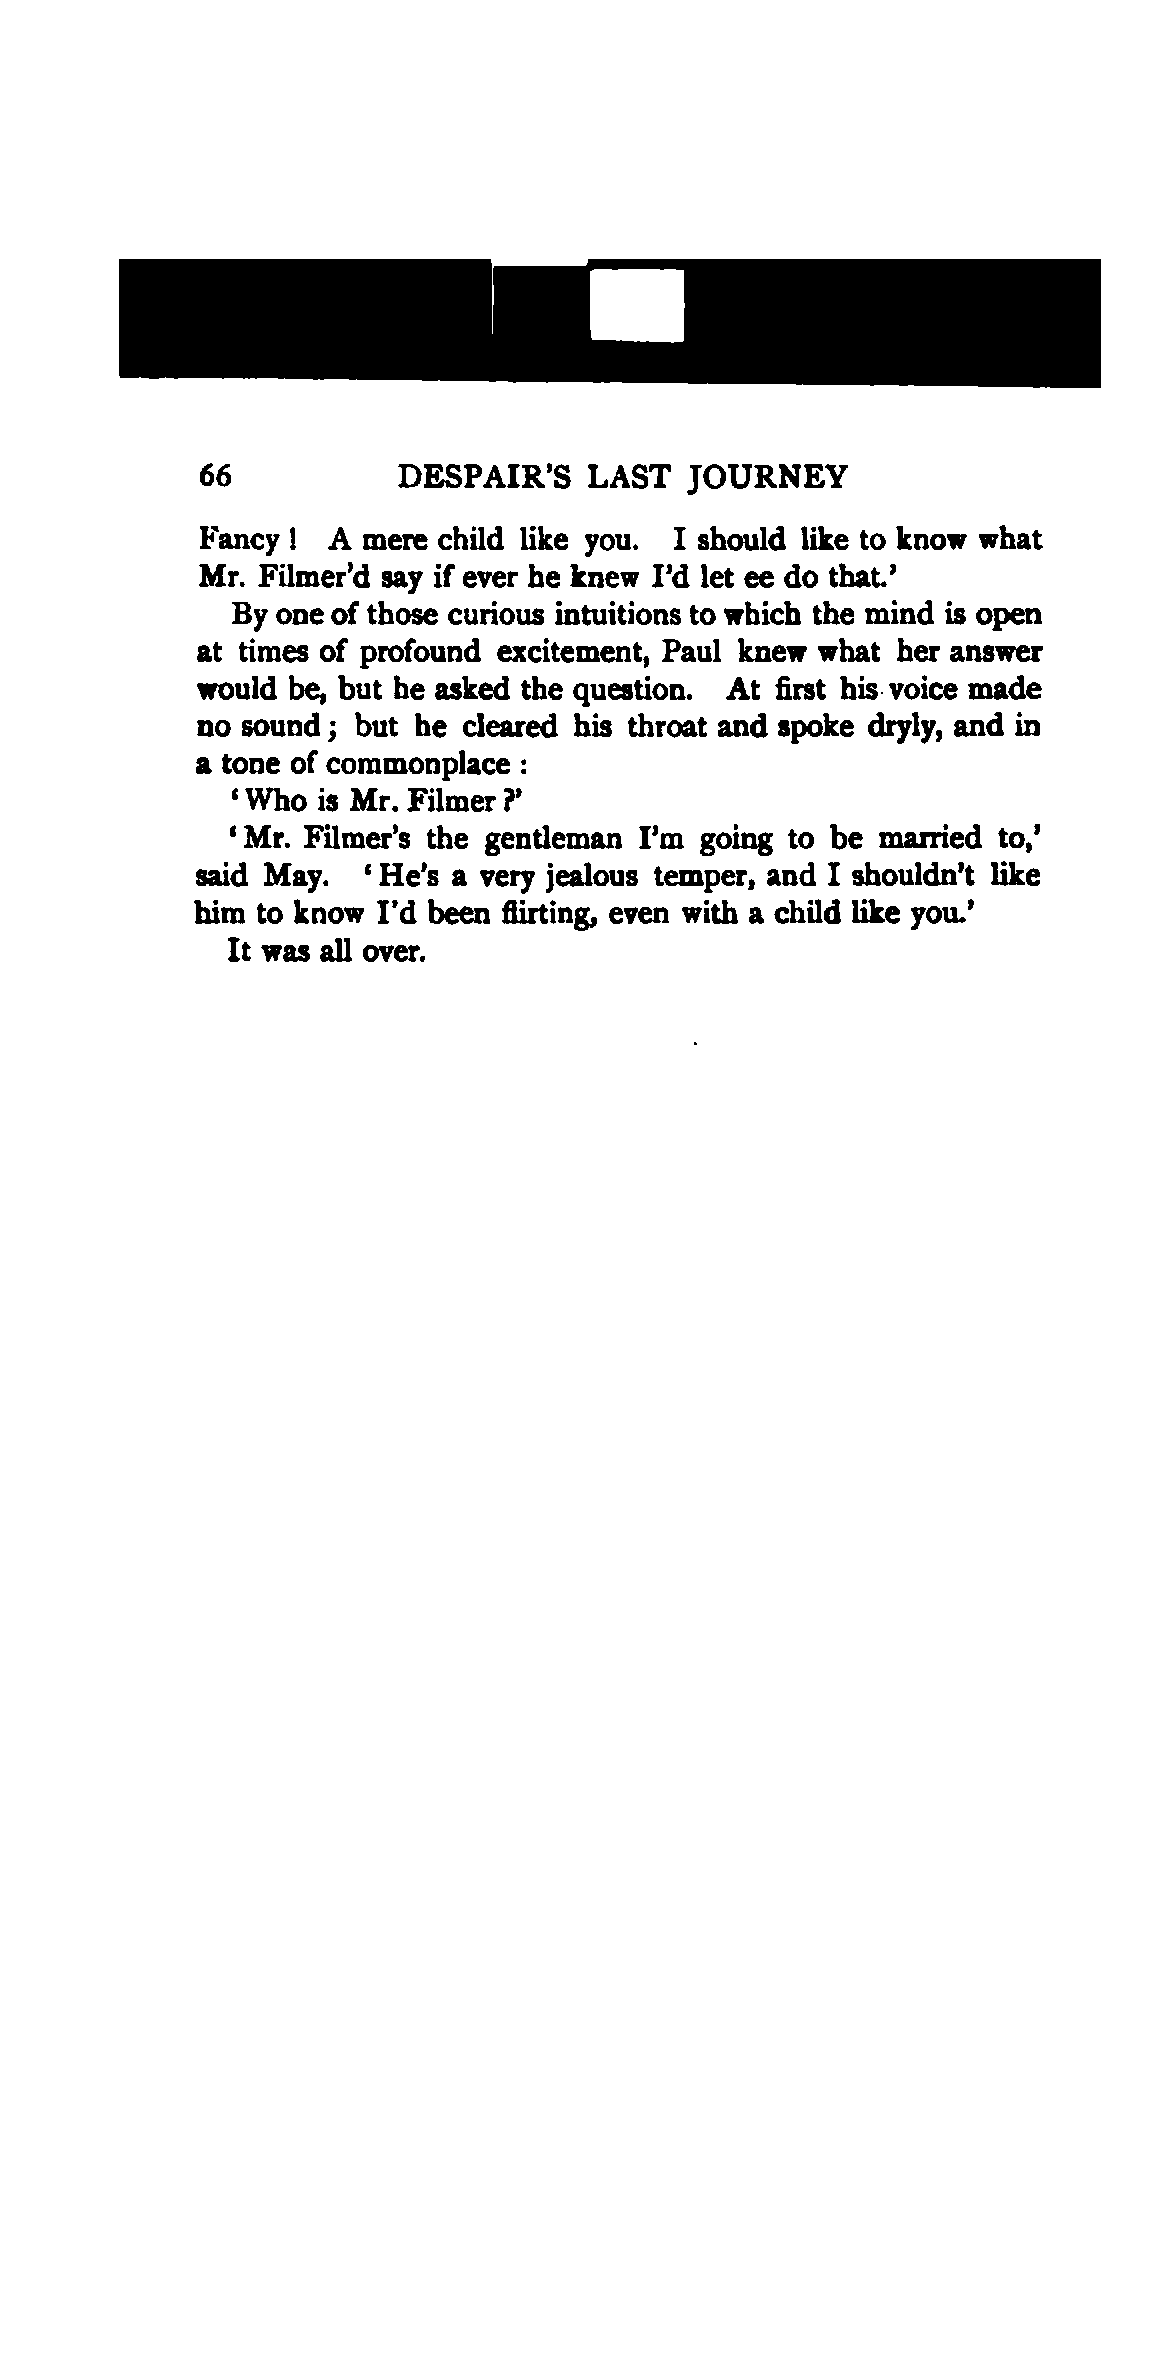 66 DESPAIR'S LAST JOURNEY
Fancy! A mere child like you. I should like to know what
Mr. Filmer'd say if ever he knew I'd let ee do that.'
By one of those curious intuitions to which the mind is open
at times of profound excitement, Paul knew what her answer
would be, but he asked the question. At first his voice made
no sound; but he cleared his throat and spoke dryly, and in
a tone of commonplace:
'Who is Mr. Filmer?'
'Mr. Filmer's the gentleman I'm going to be married to,'
said May. 'He's a very jealous temper, and I shouldn't like
him to know I'd been flirting, even with a child like you.'
It was all over.